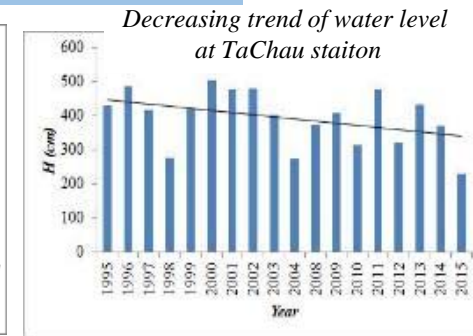 Decreasing trend of water level
at TaChau staiton
600
500
400
300
200
100
0
H (cm)
1995 1996 1997 1998 1999 2000 2001 2002 2003 2004 2008 2009 2010 2011 2012 2013 2014 2015
Year